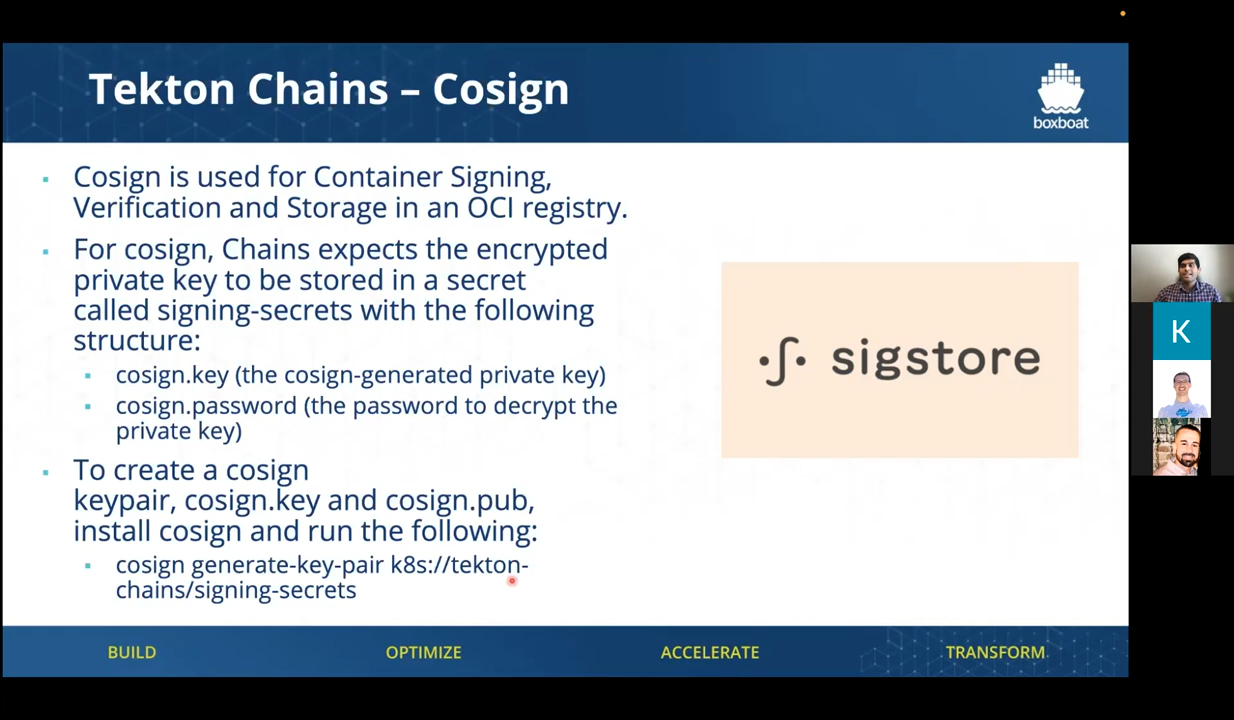 Tekton Chains – Cosign
boxboat
Cosign is used for Container Signing,
Verification and Storage in an OCI registry.
For cosign, Chains expects the encrypted
private key to be stored in a secret
called signing-secrets with the following
structure:
cosign.key (the cosign-generated private key)
cosign.password (the password to decrypt the
private key)
To create a cosign
keypair, cosign.key and cosign.pub,
install cosign and run the following:
cosign generate-key-pair k8s://tekton-
chains/signing-secrets
sigstore
K
BUILD
OPTIMIZE
ACCELERATE
TRANSFORM